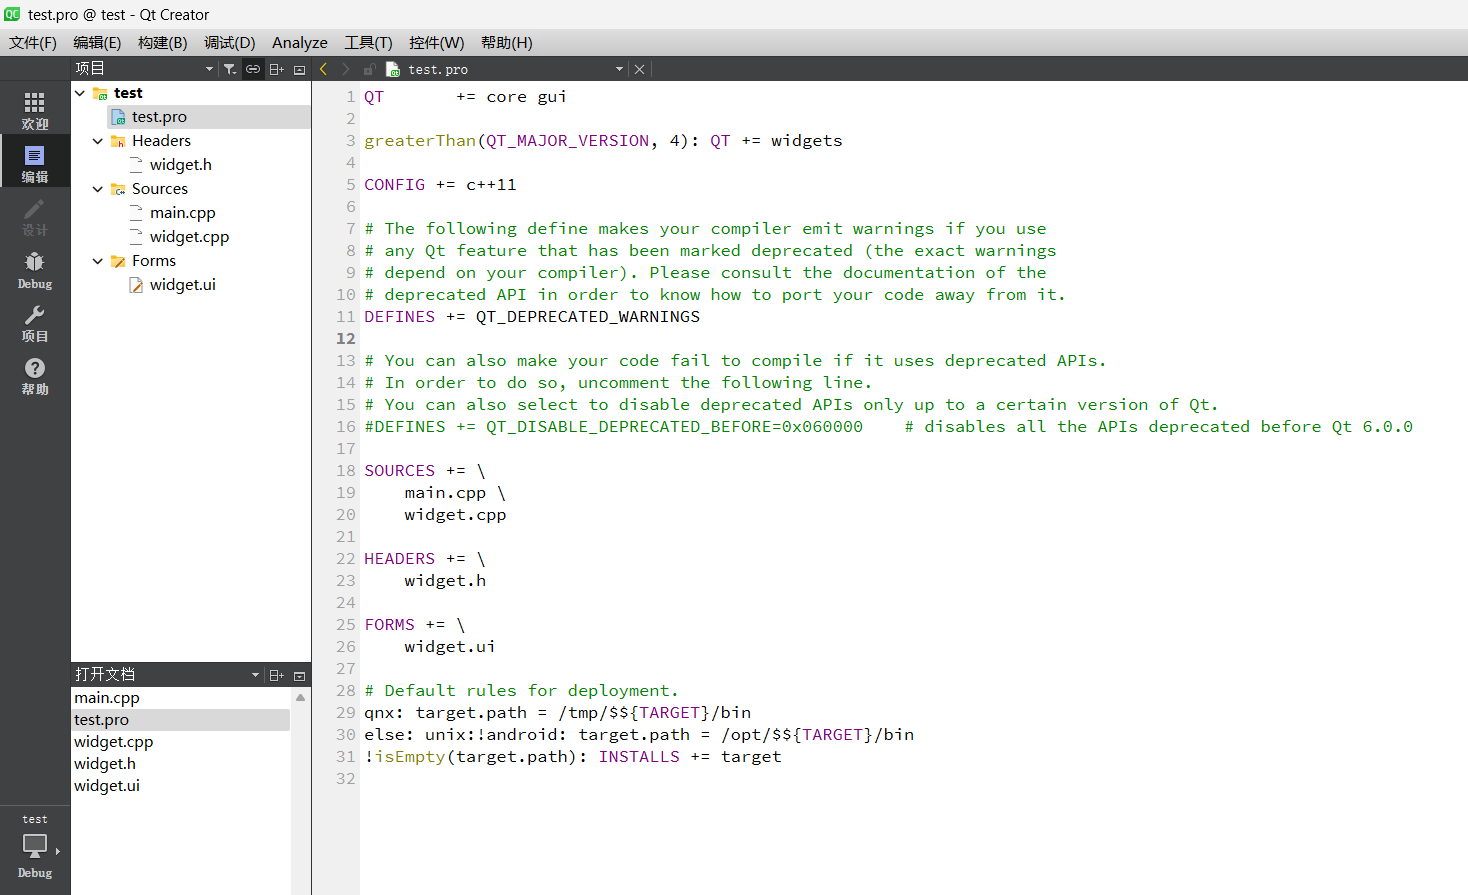 QC test.pro @ test - Qt Creator
文件(F) 编辑(E) 构建(B) 调试(D) Analyze 工具(T) 控件(W) 帮助(H)
项目
test.pro
欢迎
编辑
设计
Debug
项目
帮助
test
Debug
test
test.pro
Headers
widget.h
Sources
main.cpp
widget.cpp
Forms
widget.ui
打开文档
main.cpp
test.pro
widget.cpp
widget.h
widget.ui
1 QT       += core gui
2
3 greaterThan(QT_MAJOR_VERSION, 4): QT += widgets
4
5 CONFIG += c++11
6
7 # The following define makes your compiler emit warnings if you use
8 # any Qt feature that has been marked deprecated (the exact warnings
9 # depend on your compiler). Please consult the documentation of the
10 # deprecated API in order to know how to port your code away from it.
11 DEFINES += QT_DEPRECATED_WARNINGS
12
13 # You can also make your code fail to compile if it uses deprecated APIs.
14 # In order to do so, uncomment the following line.
15 # You can also select to disable deprecated APIs only up to a certain version of Qt.
16 #DEFINES += QT_DISABLE_DEPRECATED_BEFORE=0x060000    # disables all the APIs deprecated before Qt 6.0.0
17
18 SOURCES += \
19     main.cpp \
20     widget.cpp
21
22 HEADERS += \
23     widget.h
24
25 FORMS += \
26     widget.ui
27
28 # Default rules for deployment.
29 qnx: target.path = /tmp/$${TARGET}/bin
30 else: unix:!android: target.path = /opt/$${TARGET}/bin
31 !isEmpty(target.path): INSTALLS += target
32